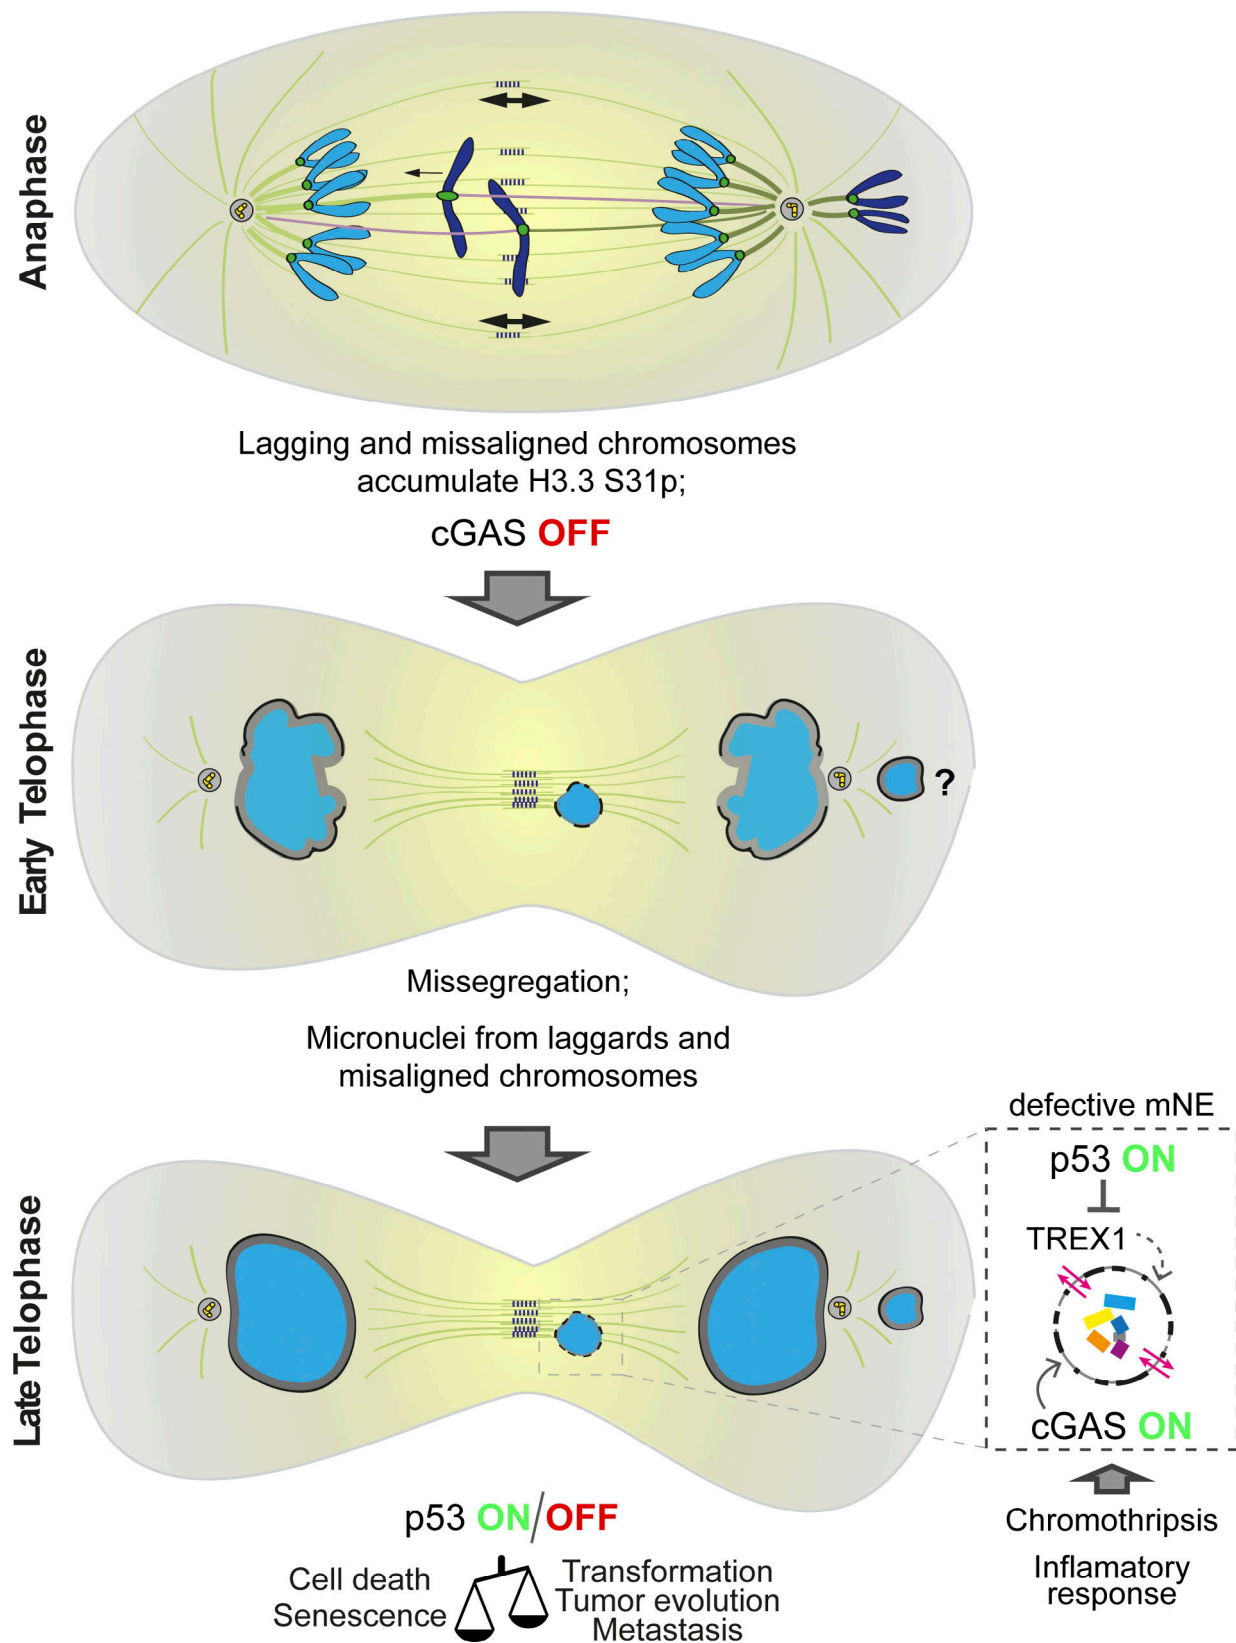 Anaphase
Lagging and missaligned chromosomes
accumulate H3.3 S31p;
cGAS OFF
Early Telophase
?
Missegregation;
Micronuclei from laggards and
misaligned chromosomes
Late Telophase
defective mNE
p53 ON
TREX1
cGAS ON
Chromothripsis
Inflamatory
response
p53 ON/OFF
Cell death
Senescence
Transformation
Tumor evolution
Metastasis